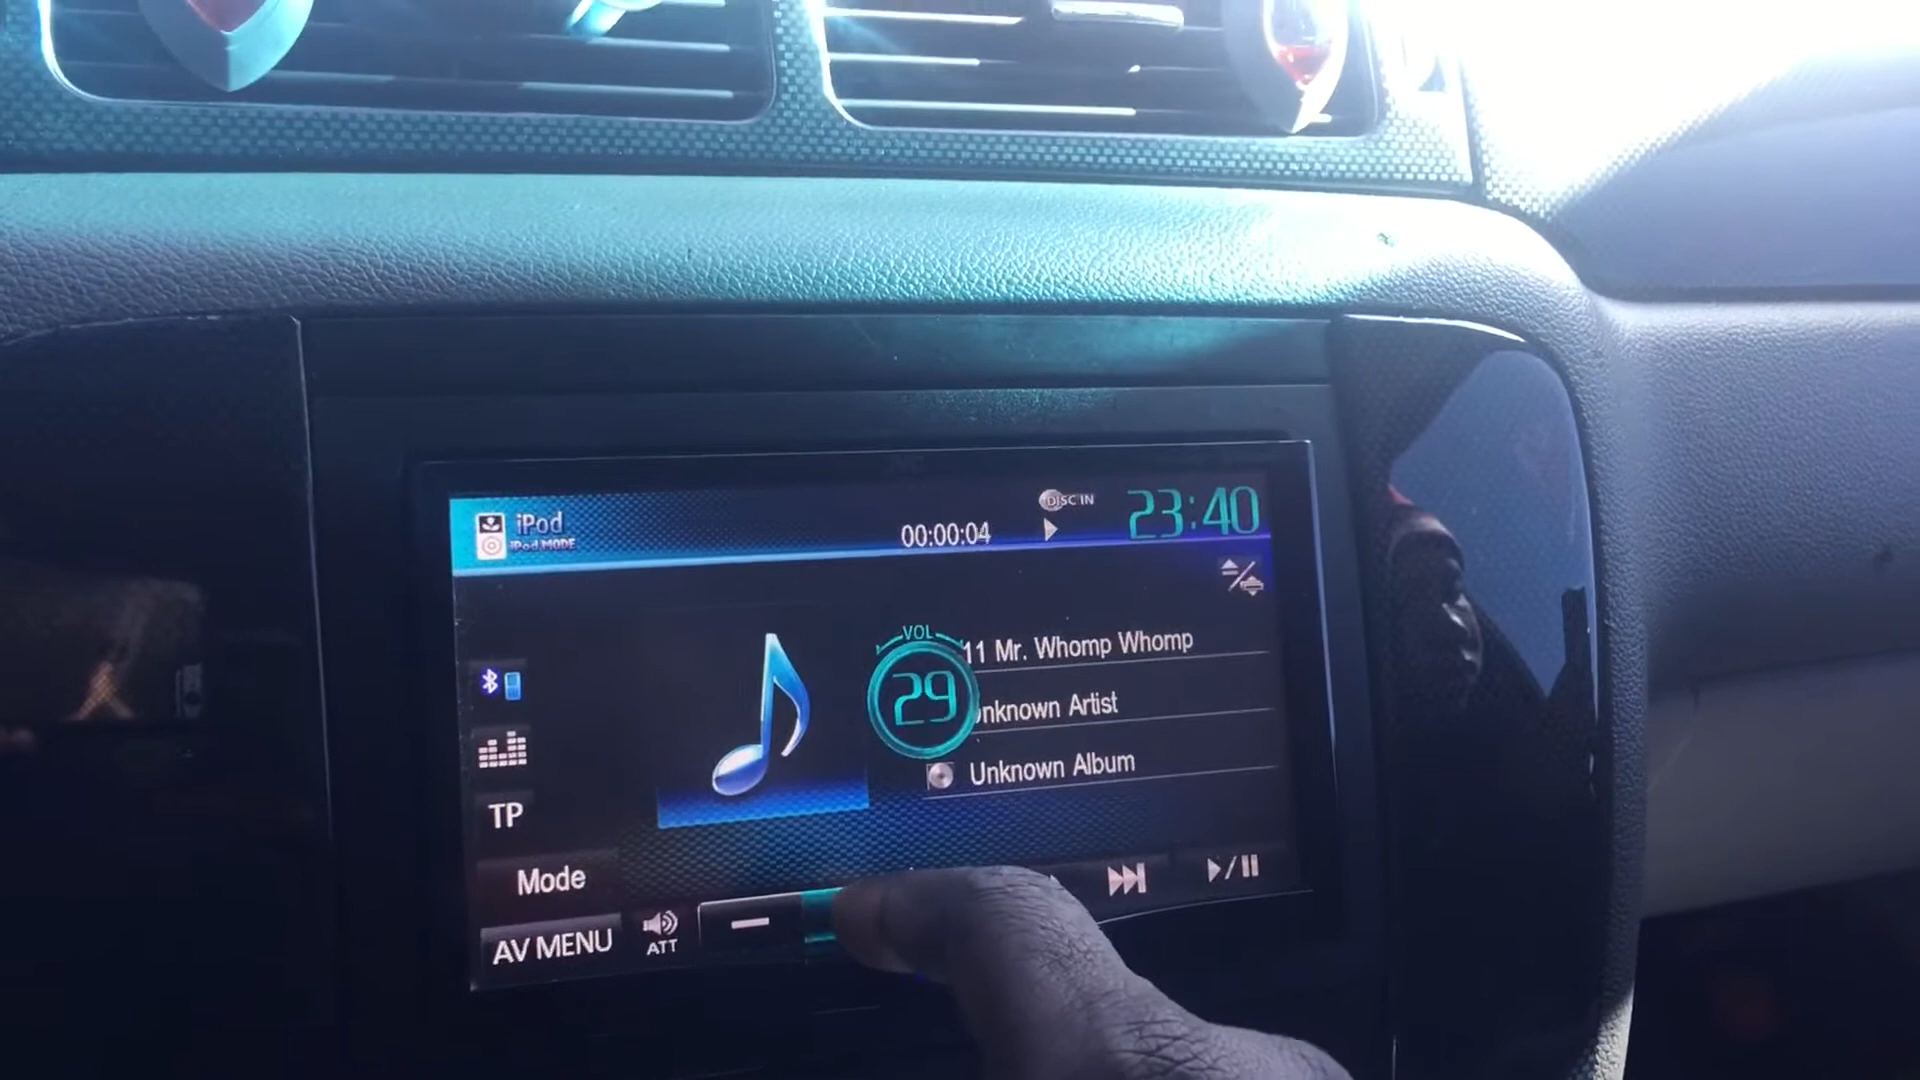 iPod
iPod MODE
00:00:04
DISC IN
23:40
VOL
29
11 Mr. Whomp Whomp
Unknown Artist
Unknown Album
TP
Mode
AV MENU
ATT